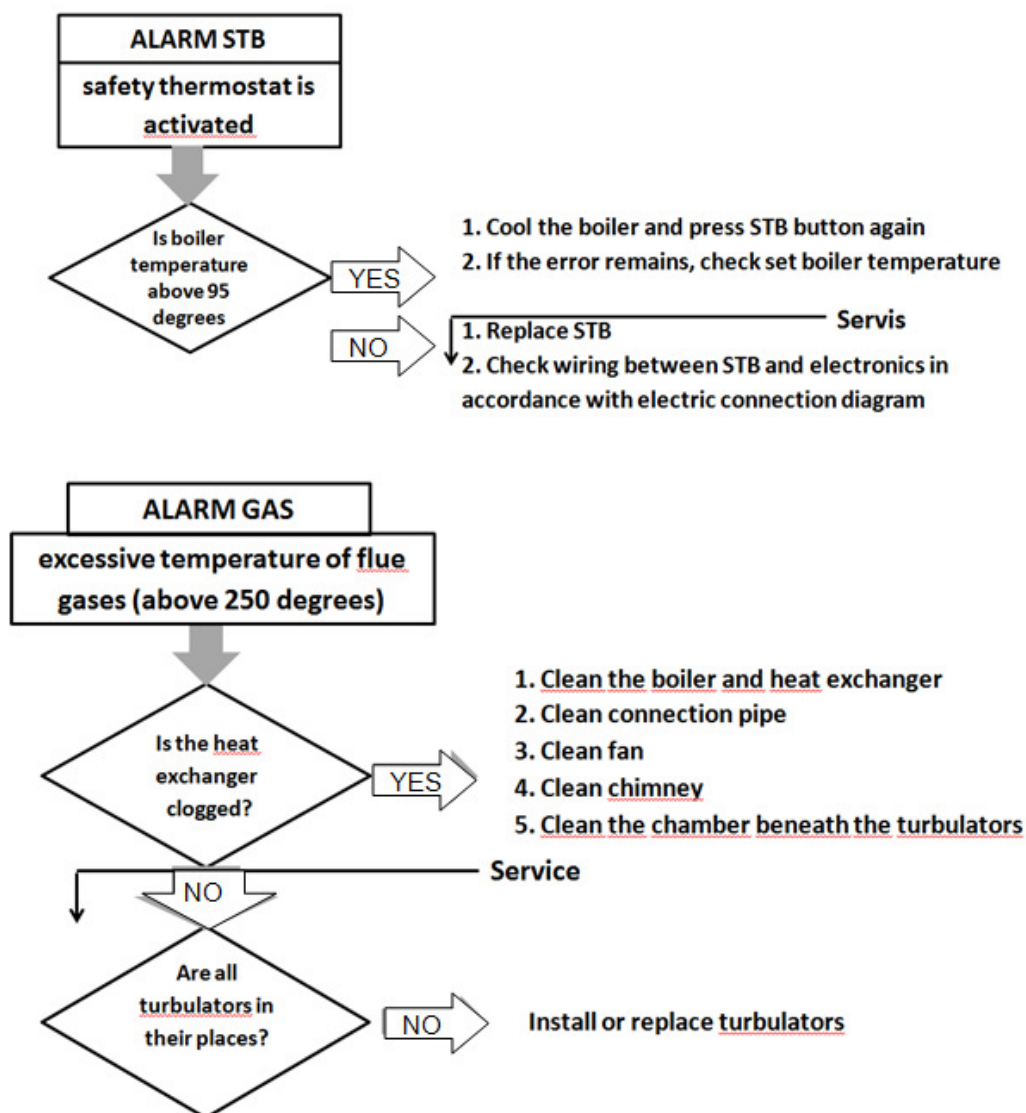 ALARM STB
safety thermostat is
activated
Is boiler
temperature
above 95
degrees
YES
1. Cool the boiler and press STB button again
2. If the error remains, check set boiler temperature
Servis
NO
1. Replace STB
2. Check wiring between STB and electronics in
accordance with electric connection diagram
ALARM GAS
excessive temperature of flue
gases (above 250 degrees)
Is the heat
exchanger
clogged?
YES
1. Clean the boiler and heat exchanger
2. Clean connection pipe
3. Clean fan
4. Clean chimney
5. Clean the chamber beneath the turbulators
Service
NO
Are all
turbulators in
their places?
NO
Install or replace turbulators